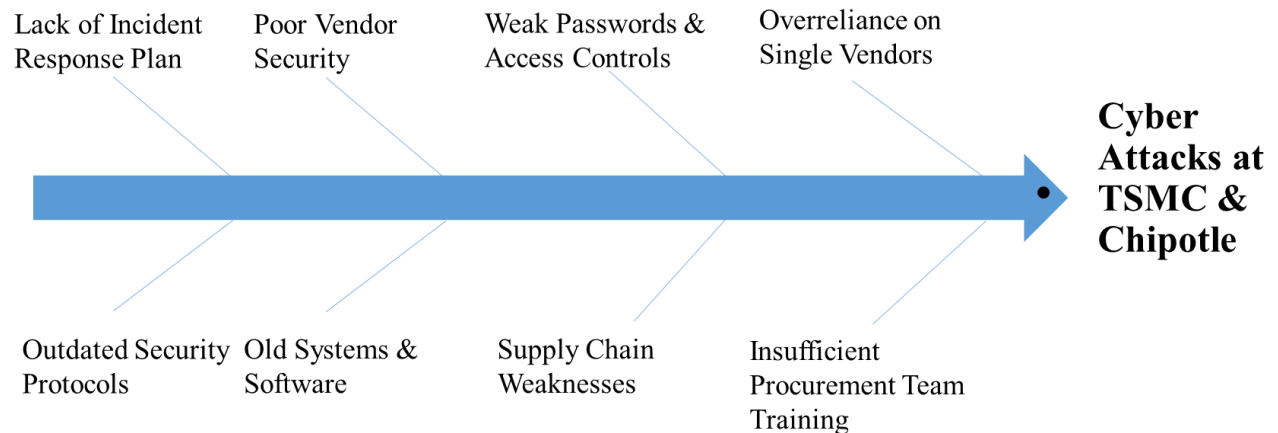 Lack of Incident
Response Plan
Poor Vendor
Security
Weak Passwords &
Access Controls
Overreliance on
Single Vendors
Cyber
Attacks at
TSMC &
Chipotle
Outdated Security
Protocols
Old Systems &
Software
Supply Chain
Weaknesses
Insufficient
Procurement Team
Training